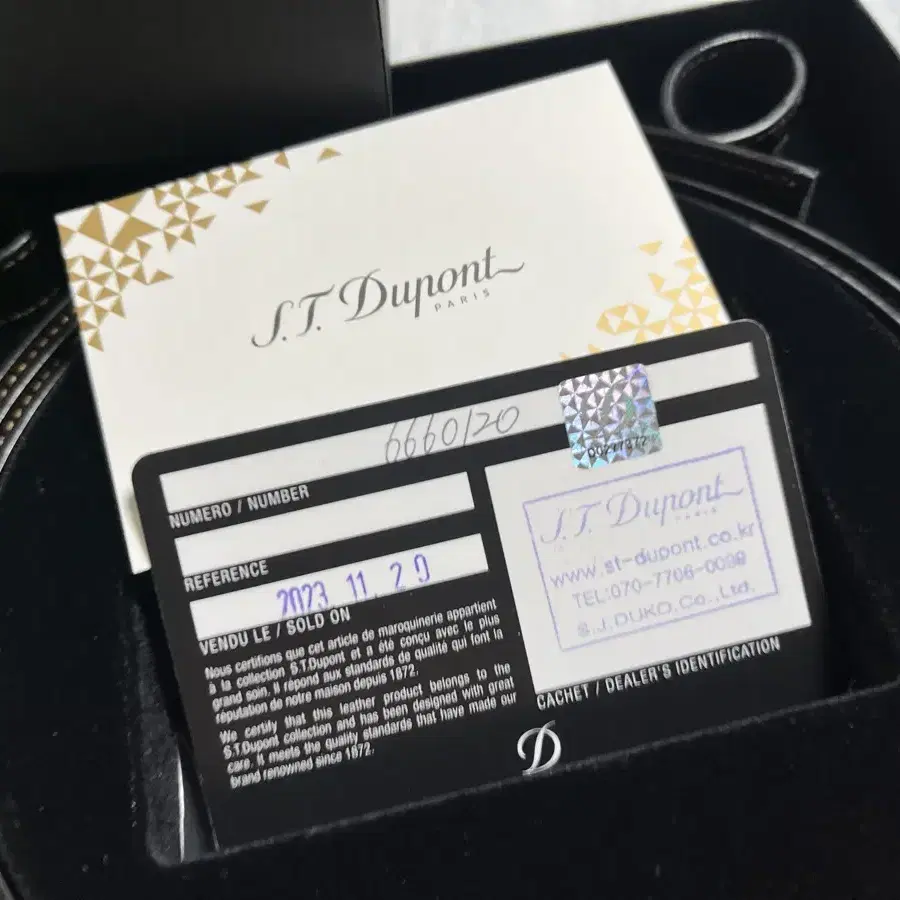 S.T. Dupont
PARIS
6660120
NUMERO / NUMBER
REFERENCE
2023 11. 20
VENDU LE / SOLD ON
Nous certifions que cet article de maroquinerie appartient
à la collection S.T.Dupont et a été conçu avec le plus
grand soin. Il répond aux standards de qualité qui font la
réputation de notre maison depuis 1872.
We certify that this leather product belongs to the
S.T.Dupont collection and has been designed with great
care. It meets the quality standards that have made our
brand renowned since 1872.
S.T. Dupont
PARIS
www.st-dupont.co.kr
TEL:070-7706-0039
S.J.DUKO.Co.,Ltd.
CACHET / DEALER'S IDENTIFICATION
D